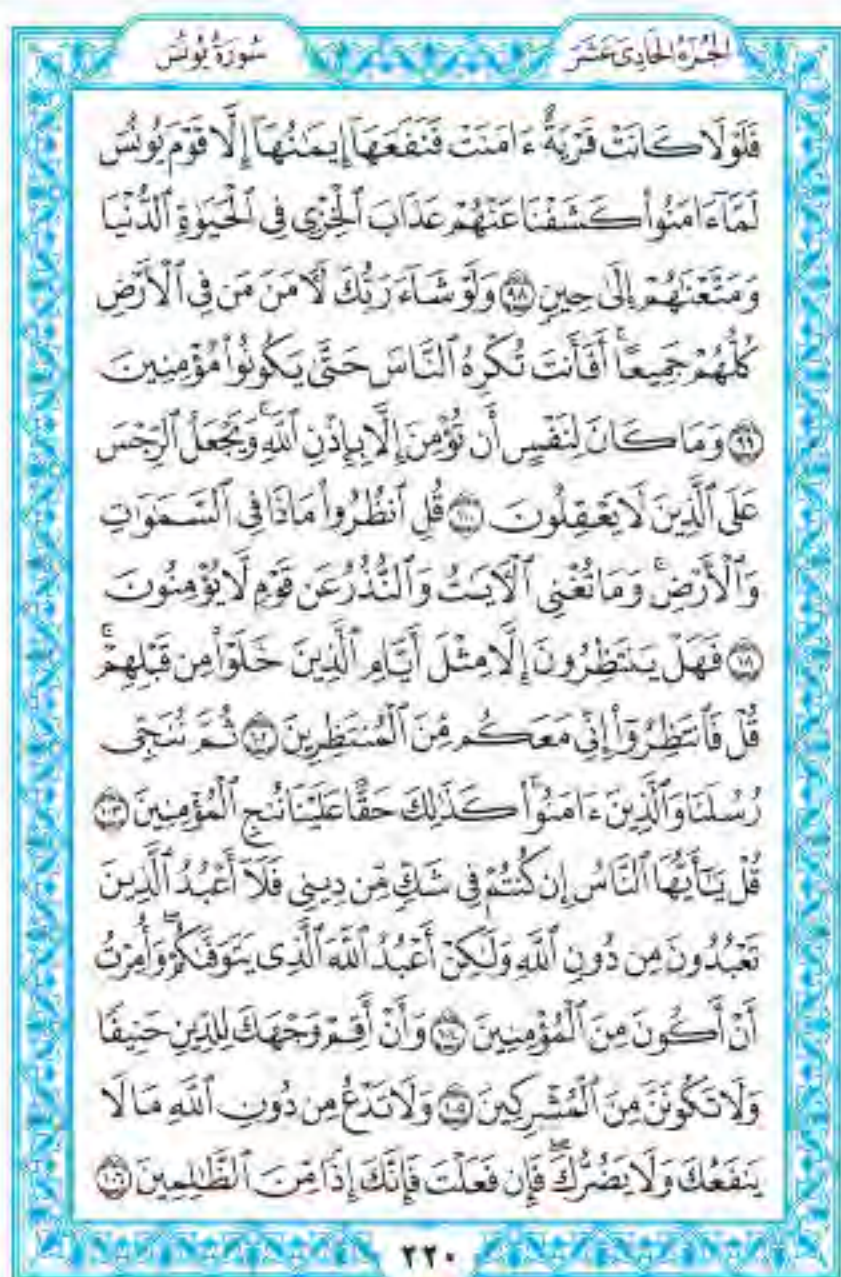 الجزء الحادي عشر
سورة يونس
فَلَوْلَا كَانَتْ قَرْيَةٌ ءَامَنَتْ فَنَفَعَهَآ إِيمَٰنُهَآ إِلَّا قَوْمَ يُونُسَ
لَمَّآ ءَامَنُوا۟ كَشَفْنَا عَنْهُمْ عَذَابَ ٱلْخِزْىِ فِى ٱلْحَيَوٰةِ ٱلدُّنْيَا
وَمَتَّعْنَٰهُمْ إِلَىٰ حِينٍ ٩٨ وَلَوْ شَآءَ رَبُّكَ لَءَامَنَ مَن فِى ٱلْأَرْضِ
كُلُّهُمْ جَمِيعًا ۚ أَفَأَنتَ تُكْرِهُ ٱلنَّاسَ حَتَّىٰ يَكُونُوا۟ مُؤْمِنِينَ
٩٩ وَمَا كَانَ لِنَفْسٍ أَن تُؤْمِنَ إِلَّا بِإِذْنِ ٱللَّهِ ۚ وَيَجْعَلُ ٱلرِّجْسَ
عَلَى ٱلَّذِينَ لَا يَعْقِلُونَ ١٠٠ قُلِ ٱنظُرُوا۟ مَاذَا فِى ٱلسَّمَٰوَٰتِ
وَٱلْأَرْضِ ۚ وَمَا تُغْنِى ٱلْءَايَٰتُ وَٱلنُّذُرُ عَن قَوْمٍ لَّا يُؤْمِنُونَ
١٠١ فَهَلْ يَنتَظِرُونَ إِلَّا مِثْلَ أَيَّامِ ٱلَّذِينَ خَلَوْا۟ مِن قَبْلِهِمْ ۚ
قُلْ فَٱنتَظِرُوٓا۟ إِنِّى مَعَكُم مِّنَ ٱلْمُنتَظِرِينَ ١٠٢ ثُمَّ نُنَجِّى
رُسُلَنَا وَٱلَّذِينَ ءَامَنُوا۟ ۚ كَذَٰلِكَ حَقًّا عَلَيْنَا نُنجِ ٱلْمُؤْمِنِينَ ١٠٣
قُلْ يَٰٓأَيُّهَا ٱلنَّاسُ إِن كُنتُمْ فِى شَكٍّ مِّن دِينِى فَلَآ أَعْبُدُ ٱلَّذِينَ
تَعْبُدُونَ مِن دُونِ ٱللَّهِ وَلَٰكِنْ أَعْبُدُ ٱللَّهَ ٱلَّذِى يَتَوَفَّىٰكُمْ ۖ وَأُمِرْتُ
أَنْ أَكُونَ مِنَ ٱلْمُؤْمِنِينَ ١٠٤ وَأَنْ أَقِمْ وَجْهَكَ لِلدِّينِ حَنِيفًا
وَلَا تَكُونَنَّ مِنَ ٱلْمُشْرِكِينَ ١٠٥ وَلَا تَدْعُ مِن دُونِ ٱللَّهِ مَا لَا
يَنفَعُكَ وَلَا يَضُرُّكَ ۖ فَإِن فَعَلْتَ فَإِنَّكَ إِذًا مِّنَ ٱلظَّٰلِمِينَ ١٠٦
٢٢٠